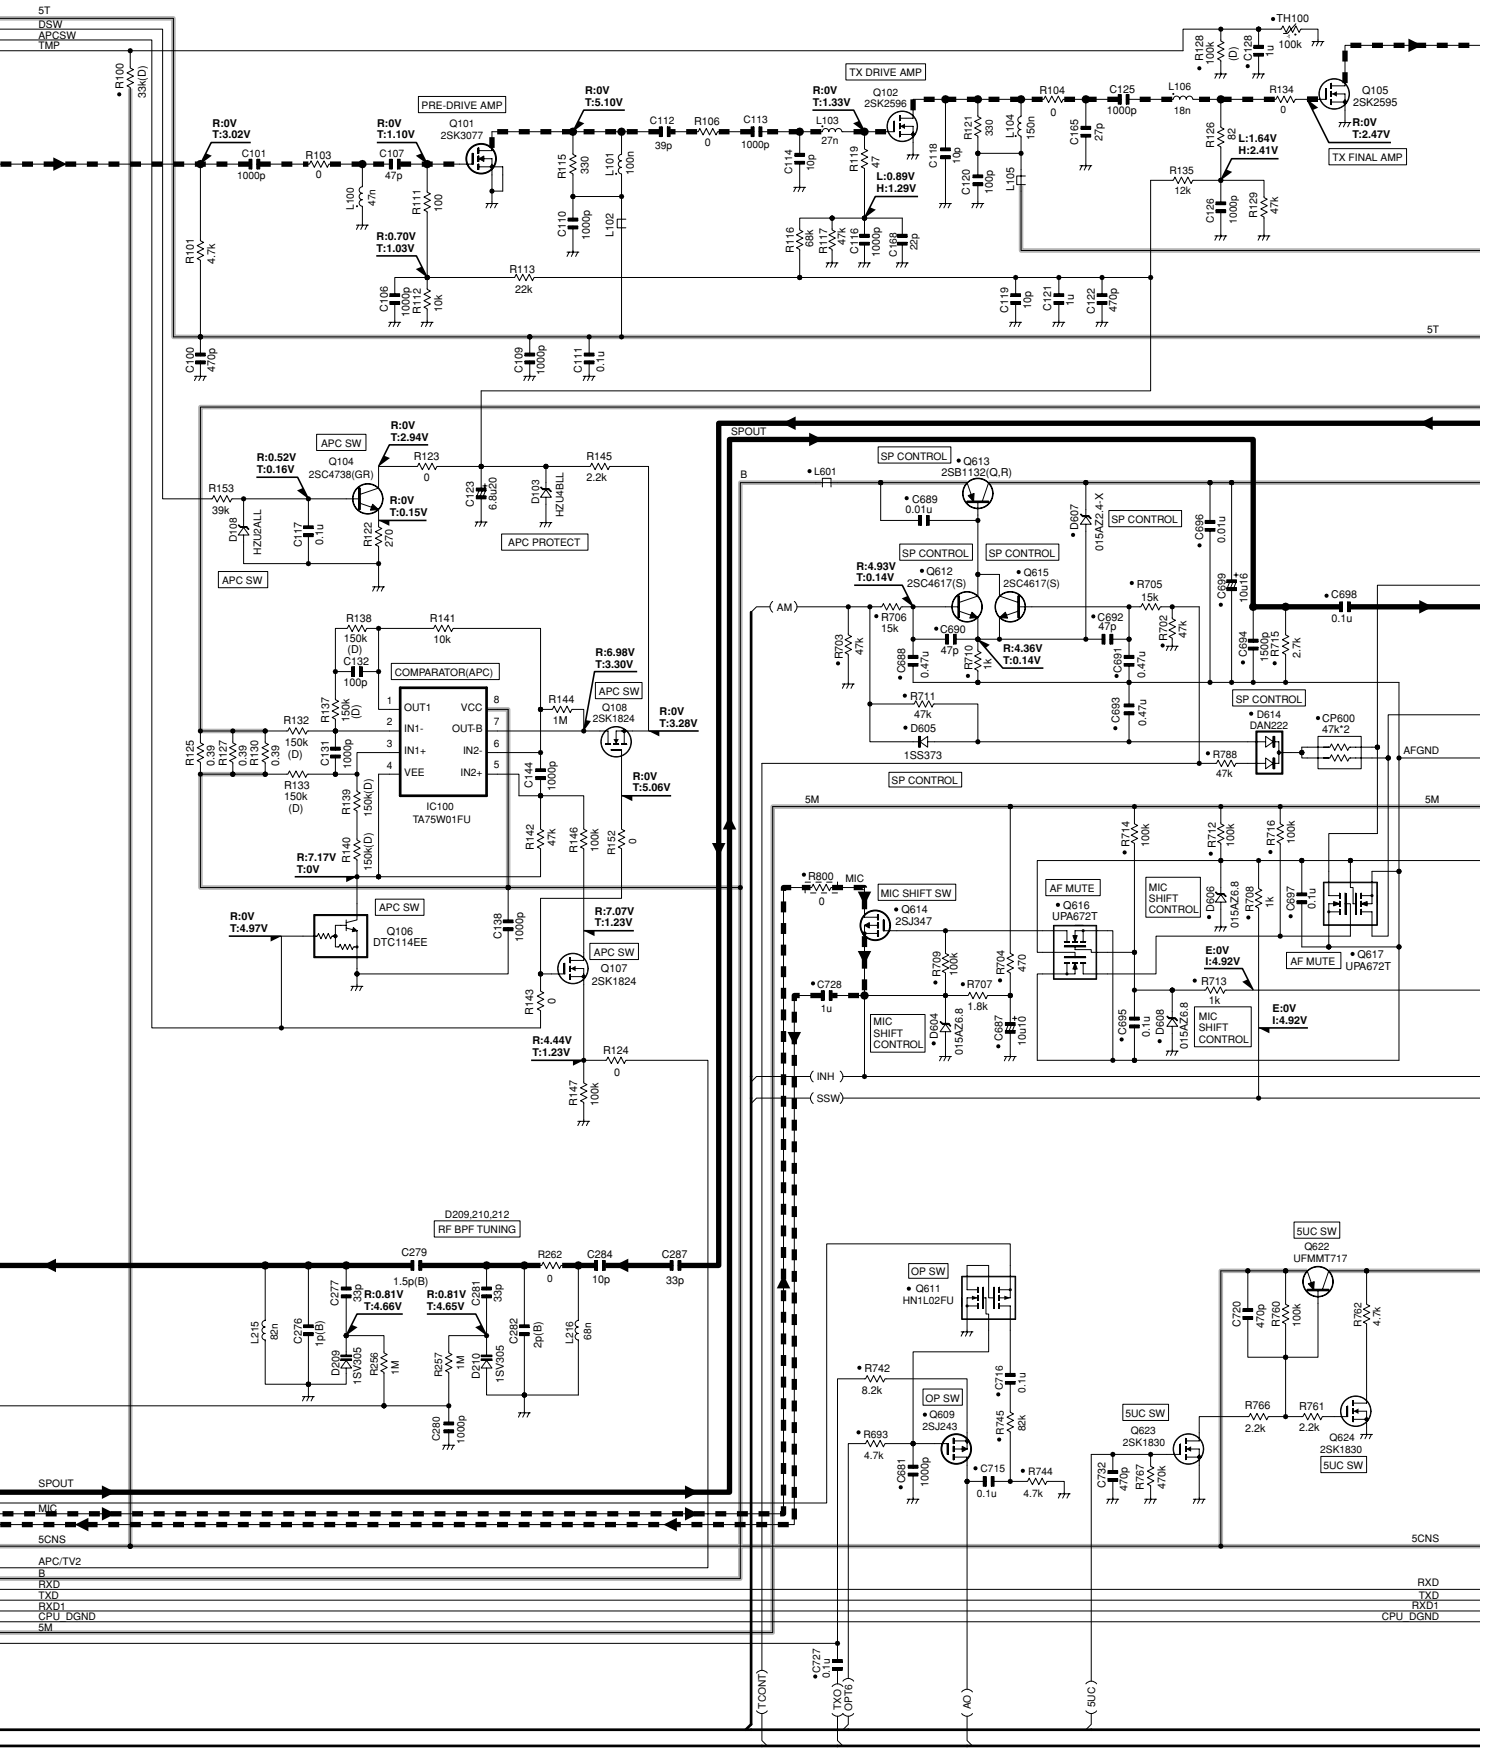 5T
DSW
APCSW
TMP
• R100
33k(D)
R:0V
T:3.02V
C101
1000p
R103
0
L100
47n
C107
47p
R:0V
T:1.10V
R111
100
PRE-DRIVE AMP
Q101
2SK3077
R:0V
T:5.10V
R115
330
L101
100n
C110
1000p
L102
C112
39p
R106
0
C113
1000p
C114
10p
L103
27n
R:0V
T:1.33V
TX DRIVE AMP
Q102
2SK2596
R119
47
L:0.89V
H:1.29V
R116
68k
R117
47k
C116
1000p
C168
22p
C118
10p
R121
330
L104
150n
C120
100p
L105
R104
0
C165
27p
C125
1000p
L106
18n
R134
0
• R128
100k
(D)
• C128
1u
• TH100
100k
Q105
2SK2595
R:0V
T:2.47V
TX FINAL AMP
R126
82
L:1.64V
H:2.41V
R135
12k
C126
1000p
R129
47k
R101
4.7k
R:0.70V
T:1.03V
C106
1000p
R112
10k
R113
22k
C119
10p
C121
1u
C122
470p
5T
C100
470p
C109
1000p
C111
0.1u
APC SW
R:0V
T:2.94V
Q104
2SC4738(GR)
R:0.52V
T:0.16V
R153
39k
D108
HZU2ALL
C117
0.1u
R122
270
R:0V
T:0.15V
APC SW
R123
0
C123
6.8u20
D103
HZU4BLL
R145
2.2k
APC PROTECT
SPOUT
B
• L601
SP CONTROL
• Q613
2SB1132(Q,R)
• C689
0.01u
• D607
015AZ2.4-X
SP CONTROL
• C696
0.01u
• C699
10u16
SP CONTROL
SP CONTROL
R:4.93V
T:0.14V
• Q612
2SC4617(S)
• Q615
2SC4617(S)
• R705
15k
( AM )
• R706
15k
• R703
47k
• C690
47p
• C688
0.47u
• R710
1k
R:4.36V
T:0.14V
• C692
47p
• C691
0.47u
• R702
47k
• C694
1500p
• R715
2.7k
• C698
0.1u
• R711
47k
• C693
0.47u
• D605
1SS373
SP CONTROL
SP CONTROL
• D614
DAN222
• CP600
47k*2
• R788
47k
AFGND
R138
150k
(D)
C132
100p
R141
10k
R137
150k
(D)
COMPARATOR(APC)
1
OUT1
2
IN1-
3
IN1+
4
VEE
8
VCC
7
OUT-B
6
IN2-
5
IN2+
IC100
TA75W01FU
R:6.98V
T:3.30V
APC SW
Q108
2SK1824
R144
1M
R:0V
T:3.28V
R125
0.39
R127
0.39
R130
0.39
R132
150k
(D)
R133
150k
(D)
C131
1000p
R139
150k(D)
R140
150k(D)
C144
1000p
R142
47k
R146
100k
R152
0
R:0V
T:5.06V
R:7.17V
T:0V
R:0V
T:4.97V
APC SW
Q106
DTC114EE
C138
1000p
R:7.07V
T:1.23V
APC SW
Q107
2SK1824
R143
0
R:4.44V
T:1.23V
R124
0
R147
100k
5M
5M
• R800
0
MIC
MIC SHIFT SW
• Q614
2SJ347
• R709
100k
• R704
470
• C728
1u
MIC
SHIFT
CONTROL
• D604
015AZ6.8
• R707
1.8k
• C687
10u10
AF MUTE
• Q616
UPA672T
• R714
100k
MIC
SHIFT
CONTROL
• R712
100k
• D606
015AZ6.8
• R708
1k
• R716
100k
• C697
0.1u
E:0V
I:4.92V
AF MUTE
• Q617
UPA672T
• C695
0.1u
• D608
015AZ6.8
• R713
1k
MIC
SHIFT
CONTROL
E:0V
I:4.92V
( INH )
( SSW)
D209,210,212
RF BPF TUNING
C279
1.5p(B)
R262
0
C284
10p
C287
33p
L215
82n
C276
1p(B)
C277
33p
R:0.81V
T:4.66V
D209
1SV305
R256
1M
R257
1M
R:0.81V
T:4.65V
C281
33p
D210
1SV305
C282
2p(B)
L216
68n
C280
1000p
OP SW
• Q611
HN1L02FU
• R742
8.2k
• C716
0.1u
OP SW
• Q609
2SJ243
• R693
4.7k
• C681
1000p
• R745
82k
• C715
0.1u
• R744
4.7k
5UC SW
Q622
UFMMT717
C720
470p
R760
100k
R762
4.7k
5UC SW
Q623
2SK1830
R766
2.2k
R761
2.2k
Q624
2SK1830
5UC SW
C732
470p
R767
470k
SPOUT
MIC
5CNS
5CNS
APC/TV2
B
RXD
RXD
TXD
TXD
RXD1
RXD1
CPU DGND
CPU DGND
5M
• C727
0.1u
(TCONT)
(TXO)
(OPT6)
(AO)
(5UC)